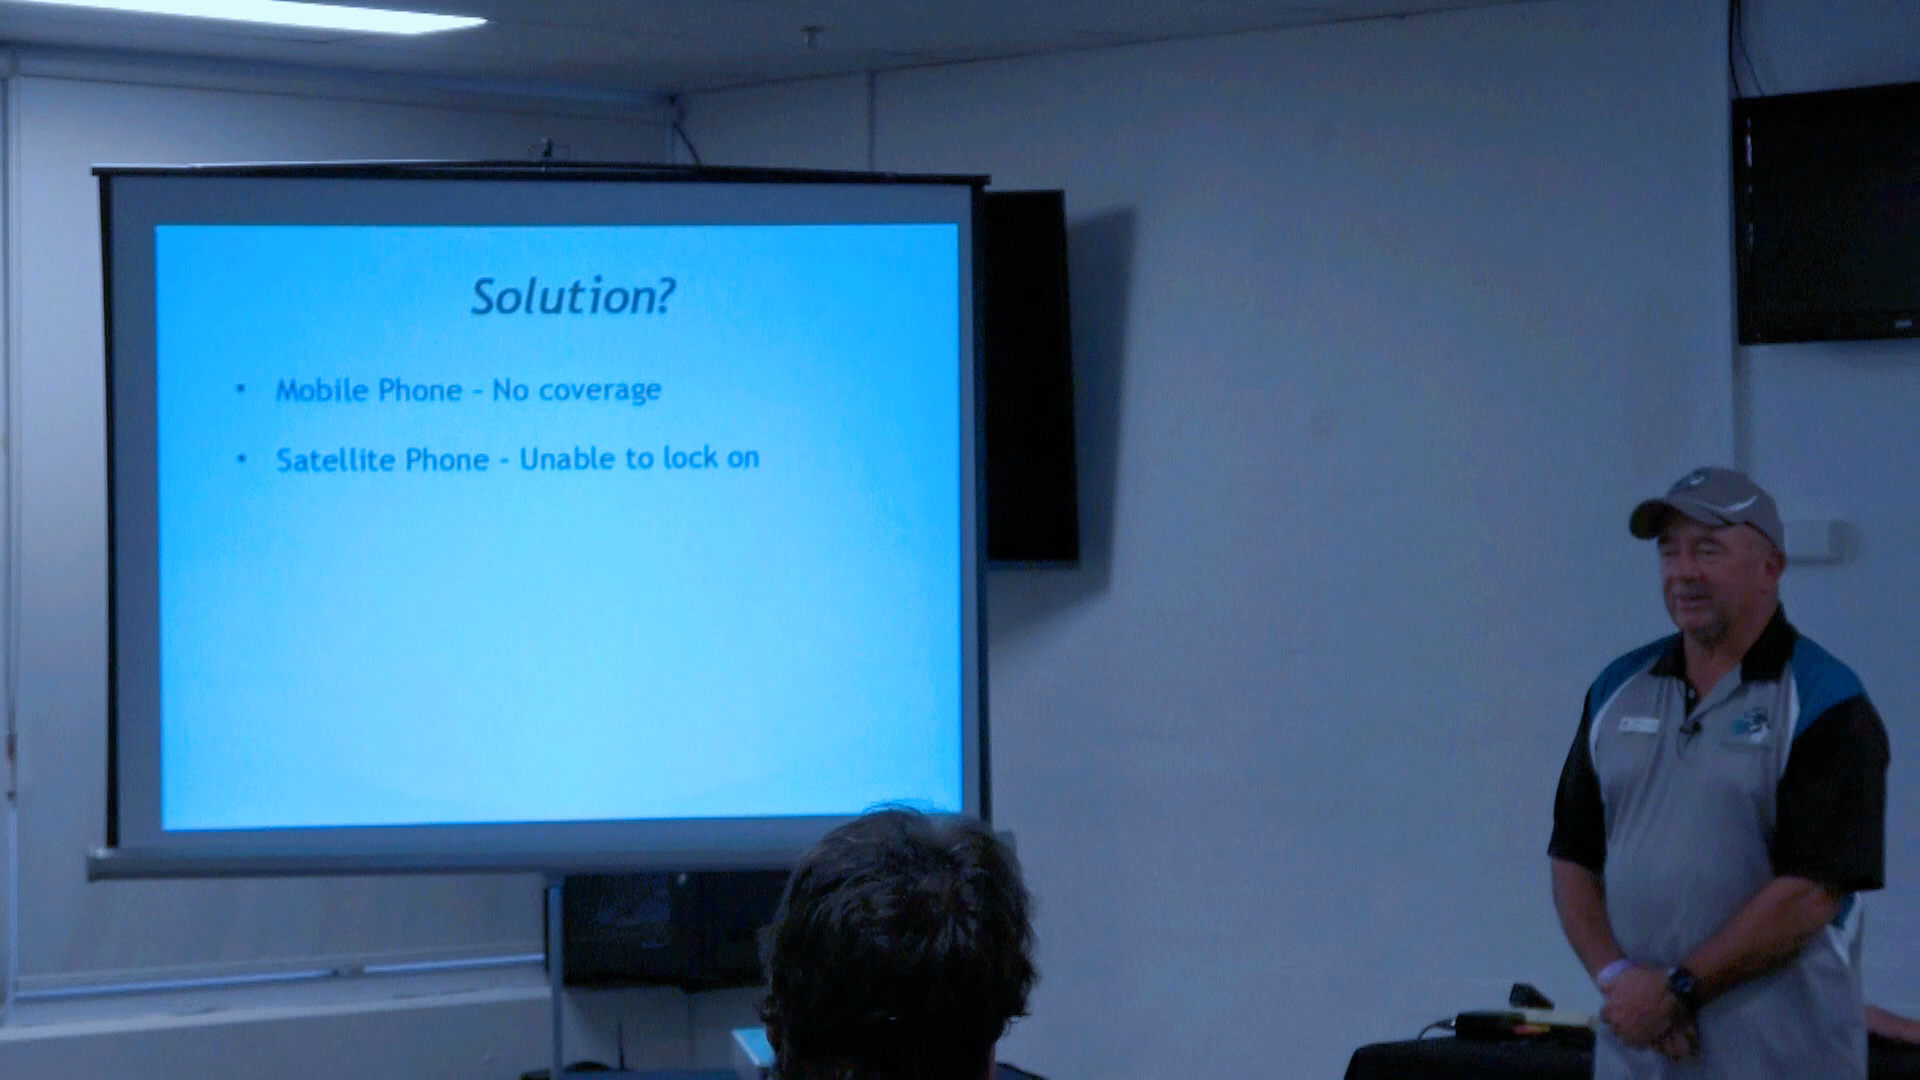 Solution?
• Mobile Phone - No coverage
• Satellite Phone - Unable to lock on